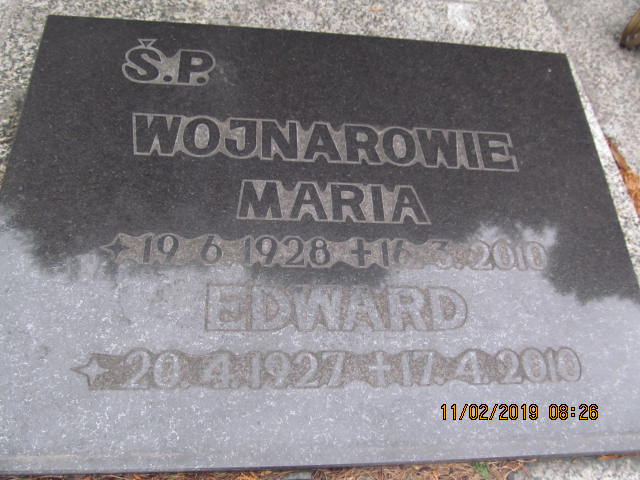 Ś.P.
WOJNAROWIE
MARIA
19.6.1928 + 16.3.2010
EDWARD
20.4.1927 + 17.4.2010
11/02/2019 08:26